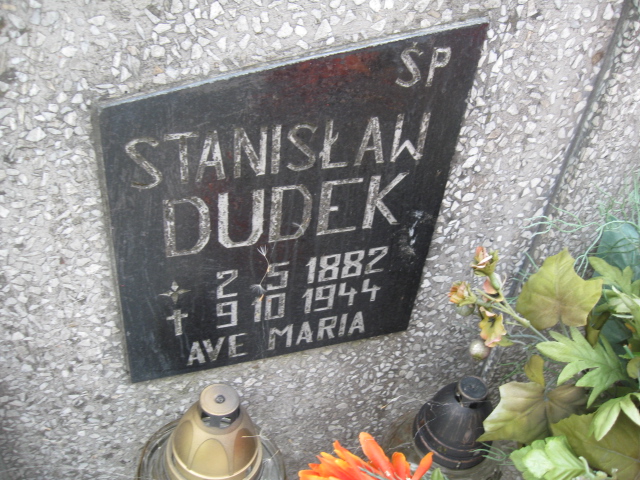 ŚP
STANISŁAW
DUDEK
2 5 1882
✝ 9 10 1944
AVE MARIA